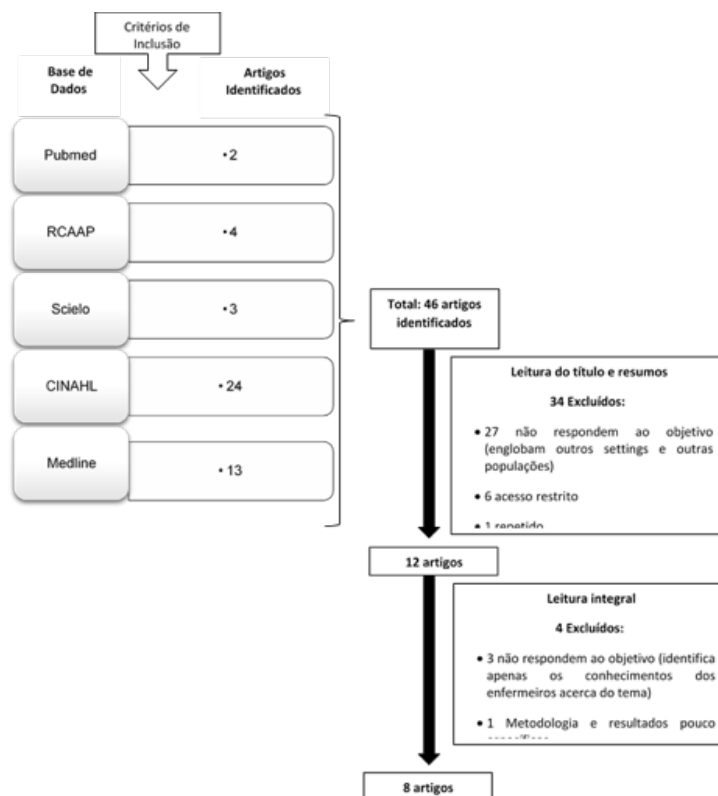 Critérios de
Inclusão
Base de
Dados
Artigos
Identificados
Pubmed
•2
RCAAP
•4
Scielo
•3
CINAHL
•24
Medline
•13
Total: 46 artigos
identificados
Leitura do título e resumos
34 Excluídos:
• 27 não respondem ao objetivo
(englobam outros settings e outras
populações)
• 6 acesso restrito
• 1 repetido
12 artigos
Leitura integral
4 Excluídos:
• 3 não respondem ao objetivo (identifica
apenas os conhecimentos dos
enfermeiros acerca do tema)
• 1 Metodologia e resultados pouco
8 artigos